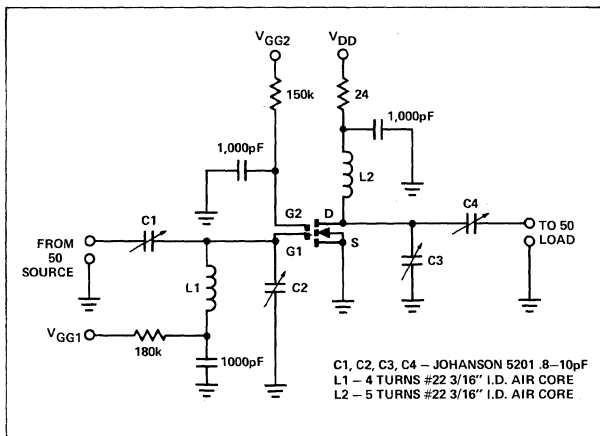 VGG2
VDD
150k
24
1,000pF
1,000pF
L2
G2
D
C4
C1
G1
S
TO 50
LOAD
FROM
50
SOURCE
C3
L1
C2
VGG1
180k
1000pF
C1, C2, C3, C4 – JOHANSON 5201 .8–10pF
L1 – 4 TURNS #22 3/16" I.D. AIR CORE
L2 – 5 TURNS #22 3/16" I.D. AIR CORE